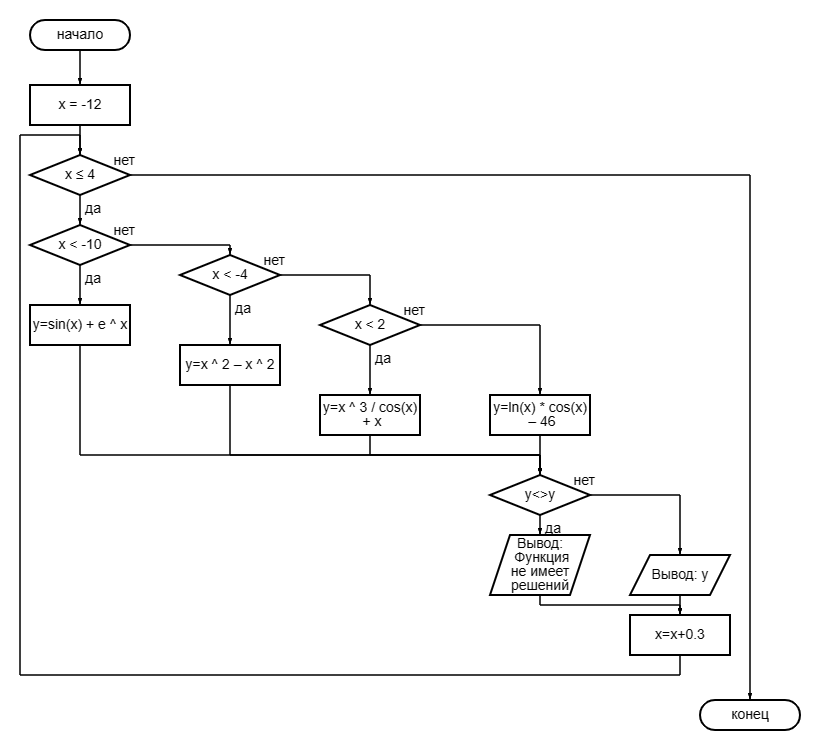 начало
x = -12
нет
x ≤ 4
да
нет
x < -10
да
нет
x < -4
да
нет
x < 2
да
y=sin(x) + e ^ x
y=x ^ 2 – x ^ 2
y=x ^ 3 / cos(x)
+ x
y=ln(x) * cos(x)
– 46
нет
y<>y
да
Вывод:
Функция
не имеет
решений
Вывод: y
x=x+0.3
конец